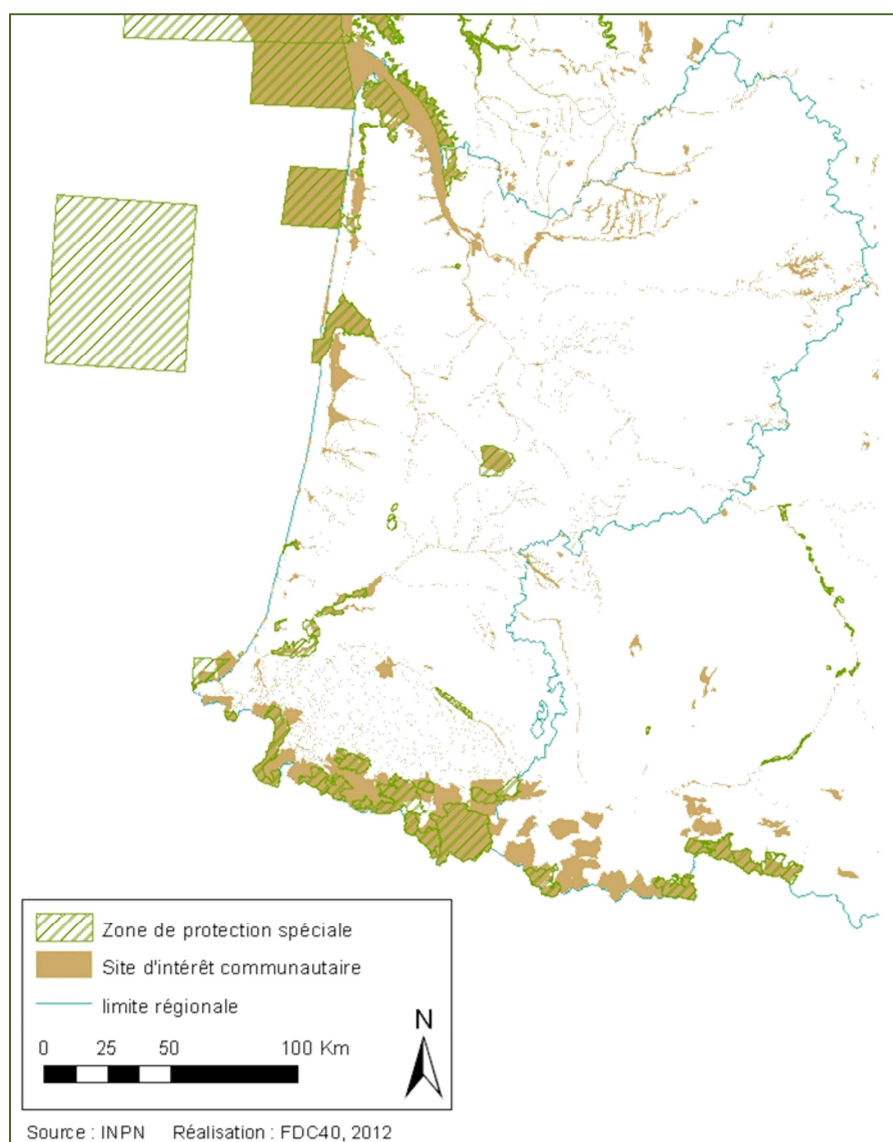 Zone de protection spéciale
Site d'intérêt communautaire
limite régionale
0 25 50 100 Km
N
Source : INPN Réalisation : FDC40, 2012